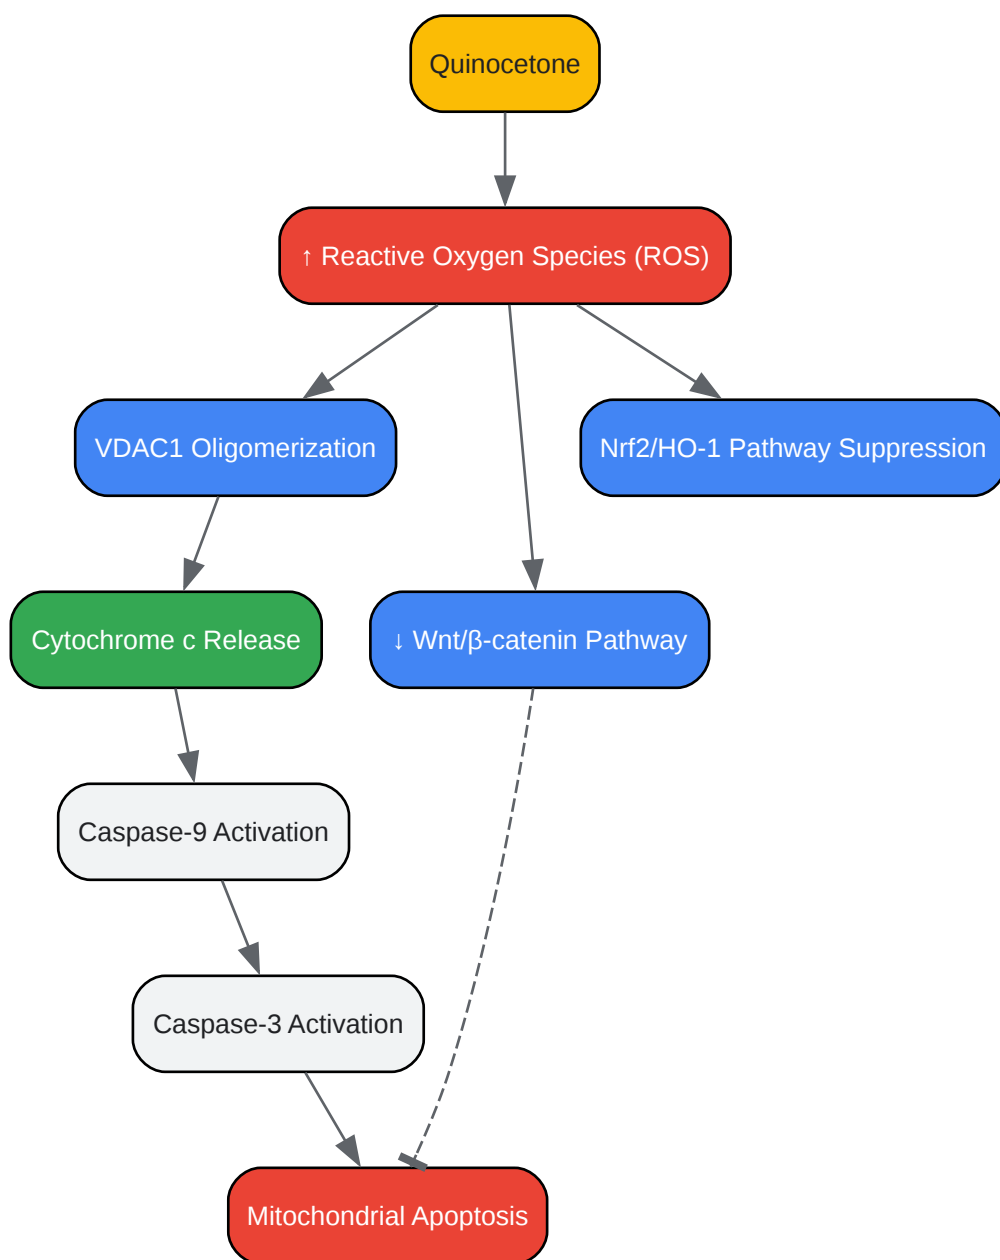 Quinocetone
↑ Reactive Oxygen Species (ROS)
VDAC1 Oligomerization
Nrf2/HO-1 Pathway Suppression
Cytochrome c Release
↓ Wnt/β-catenin Pathway
Caspase-9 Activation
Caspase-3 Activation
Mitochondrial Apoptosis